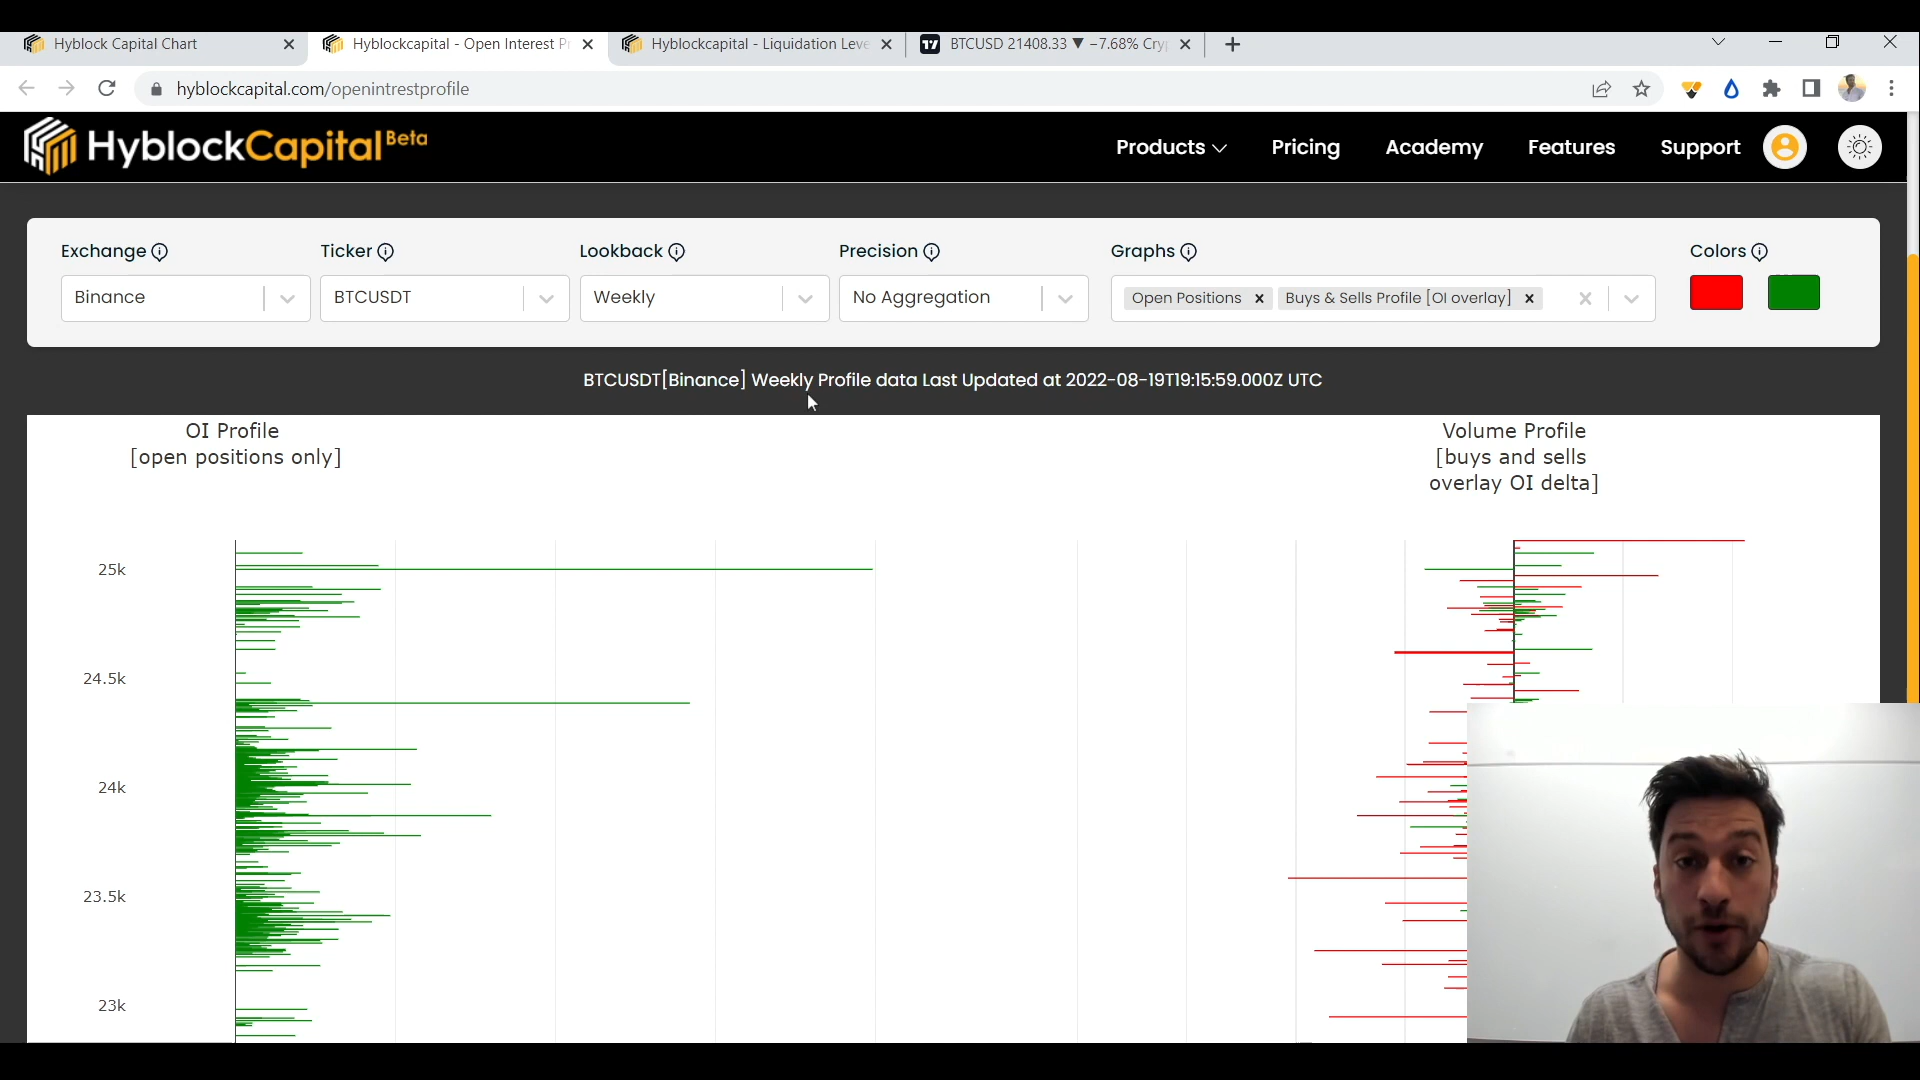 Hyblock Capital Chart
Hyblockcapital - Open Interest P
Hyblockcapital - Liquidation Leve
BTCUSD 21408.33 ▼ −7.68% Cry
hyblockcapital.com/openintrestprofile
HyblockCapital Beta
Products
Pricing
Academy
Features
Support
Exchange
Ticker
Lookback
Precision
Graphs
Colors
Binance
BTCUSDT
Weekly
No Aggregation
Open Positions ×
Buys & Sells Profile [OI overlay] ×
BTCUSDT[Binance] Weekly Profile data Last Updated at 2022-08-19T19:15:59.000Z UTC
OI Profile
[open positions only]
Volume Profile
[buys and sells
overlay OI delta]
25k
24.5k
24k
23.5k
23k